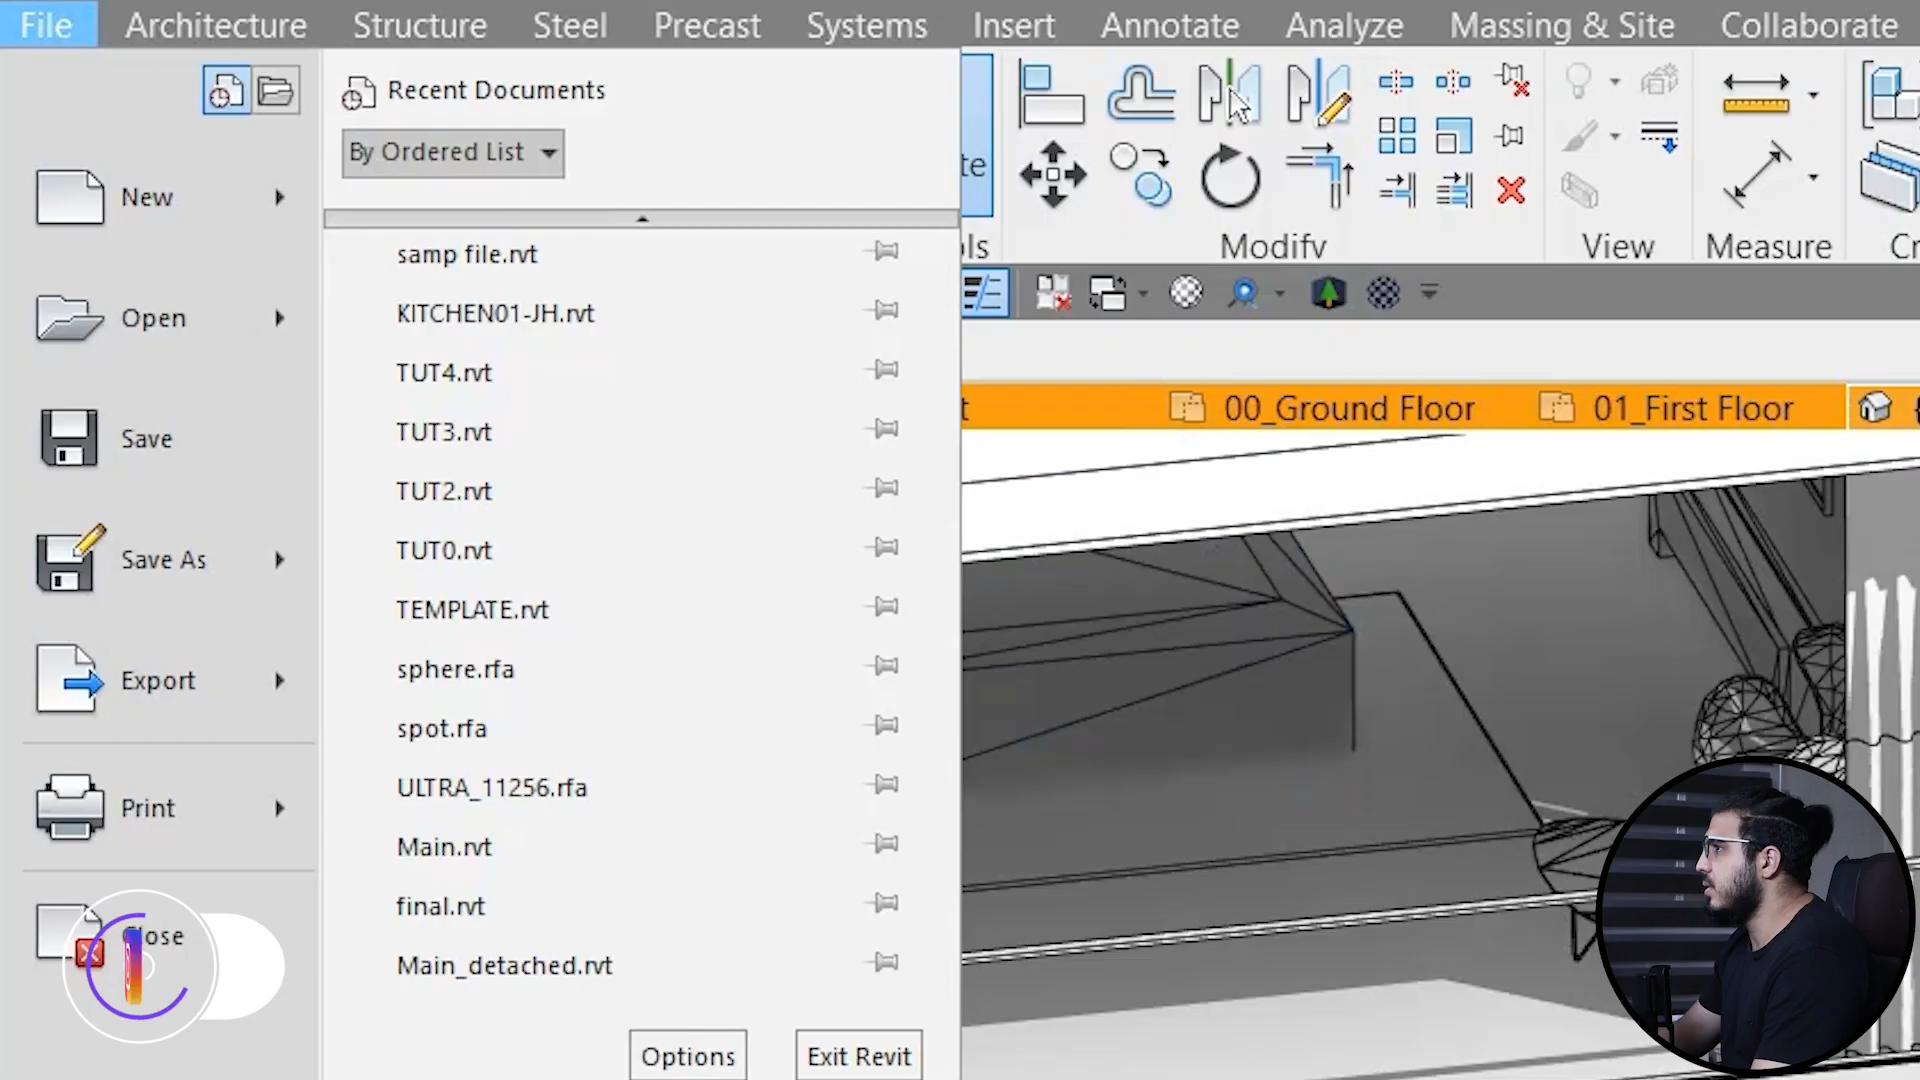 File Architecture Structure Steel Precast Systems Insert Annotate Analyze Massing & Site Collaborate
Recent Documents
By Ordered List
New
Open
Save
Save As
Export
Print
Close
samp file.rvt
KITCHEN01-JH.rvt
TUT4.rvt
TUT3.rvt
TUT2.rvt
TUT0.rvt
TEMPLATE.rvt
sphere.rfa
spot.rfa
ULTRA_11256.rfa
Main.rvt
final.rvt
Main_detached.rvt
Options Exit Revit
Modify View Measure
00_Ground Floor 01_First Floor